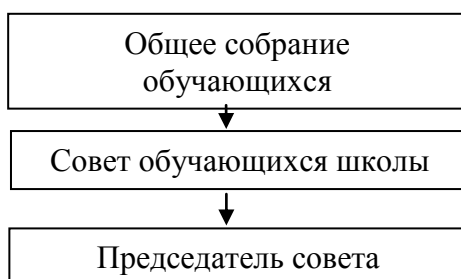 Общее собрание
обучающихся
Совет обучающихся школы
Председатель совета